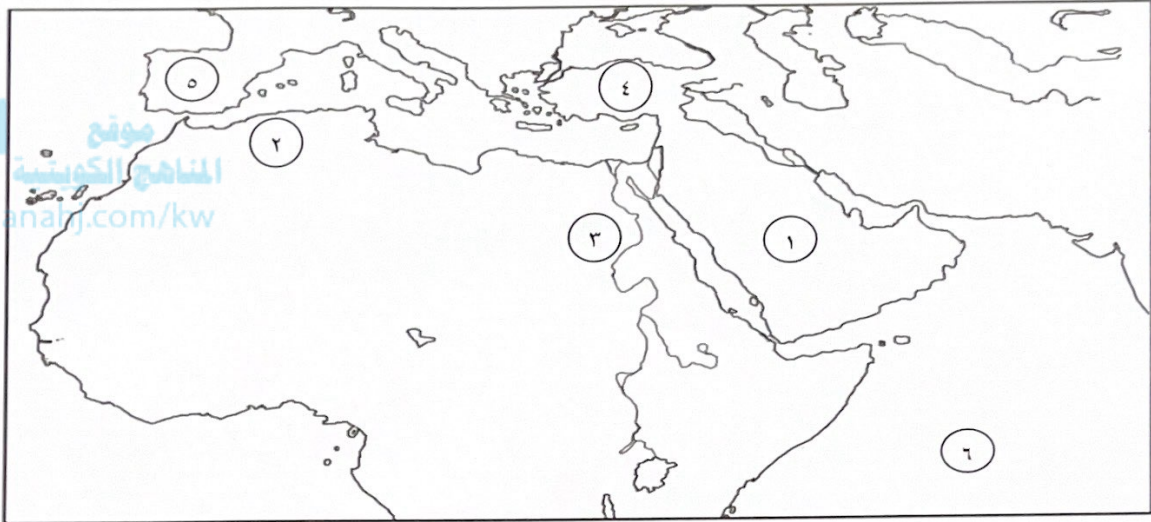 ٥
٤
موقع
٢
المناهج الكويتية
anahj.com/kw
٣
١
٦